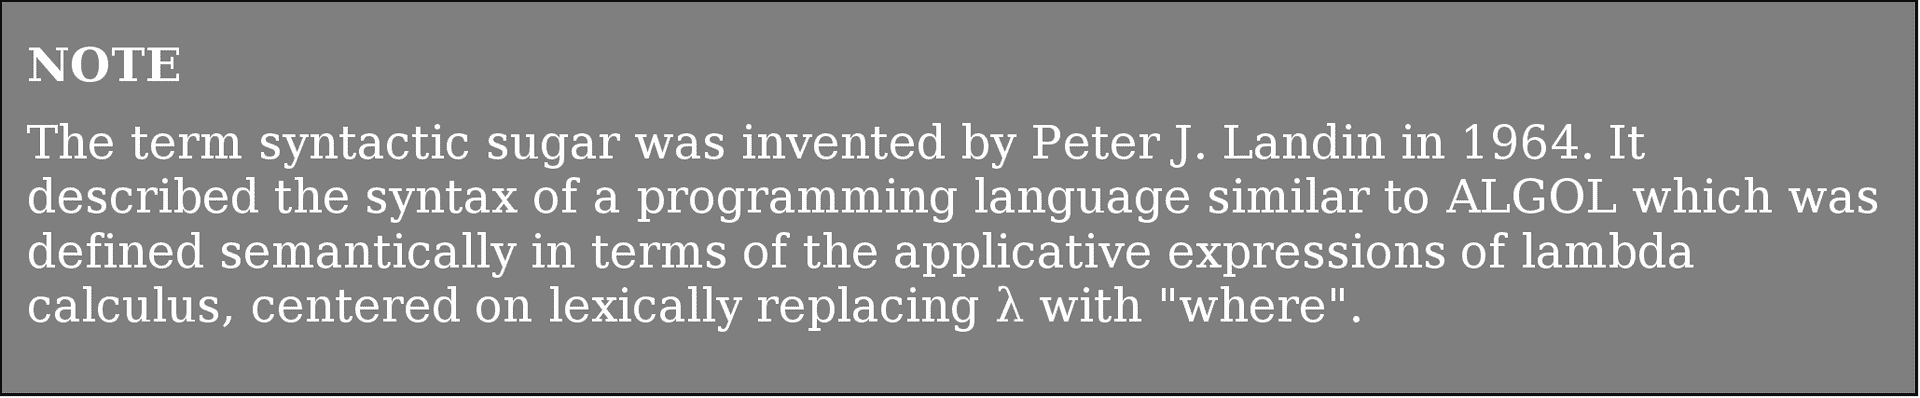 NOTE
The term syntactic sugar was invented by Peter J. Landin in 1964. It
described the syntax of a programming language similar to ALGOL which was
defined semantically in terms of the applicative expressions of lambda
calculus, centered on lexically replacing λ with "where".